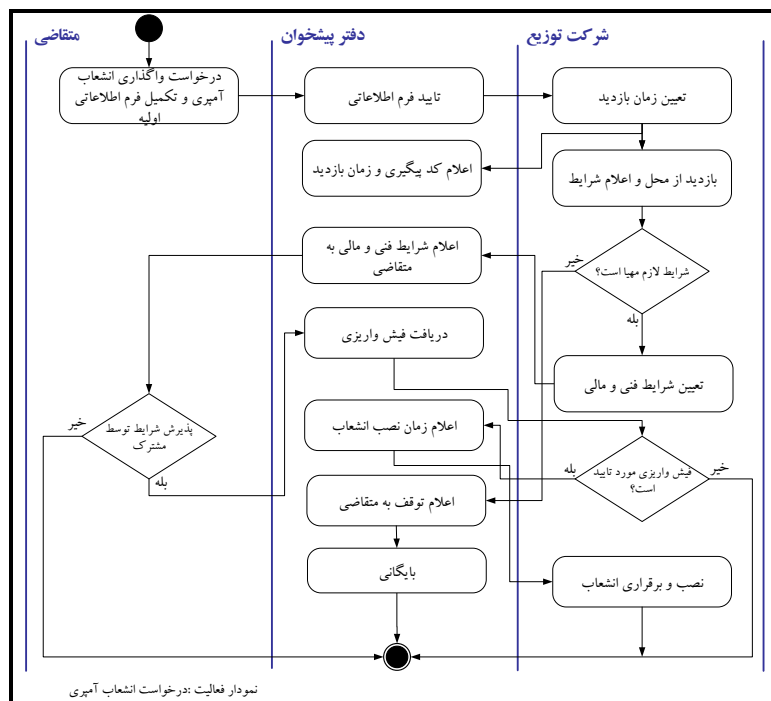 شرکت توزیع
دفتر پیشخوان
متقاضی
درخواست واگذاری انشعاب
آمپری و تکمیل فرم اطلاعاتی
اولیه
تایید فرم اطلاعاتی
تعیین زمان بازدید
اعلام کد پیگیری و زمان بازدید
بازدید از محل و اعلام شرایط
اعلام شرایط فنی و مالی به
متقاضی
شرایط لازم مهیا است؟
خیر
بله
دریافت فیش واریزی
تعیین شرایط فنی و مالی
پذیرش شرایط توسط
مشترک
خیر
بله
اعلام زمان نصب انشعاب
فیش واریزی مورد تایید
است؟
بله
خیر
اعلام توقف به متقاضی
بایگانی
نصب و برقراری انشعاب
نمودار فعالیت :درخواست انشعاب آمپری